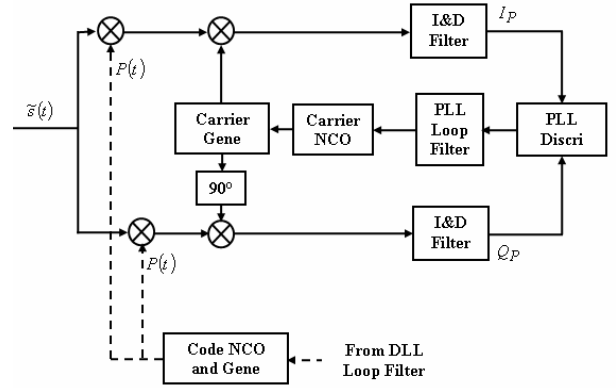 I&D
Filter
I_P
P(t)
s̃(t)
Carrier
Gene
Carrier
NCO
PLL
Loop
Filter
PLL
Discri
90°
I&D
Filter
P(t)
Q_P
Code NCO
and Gene
From DLL
Loop Filter